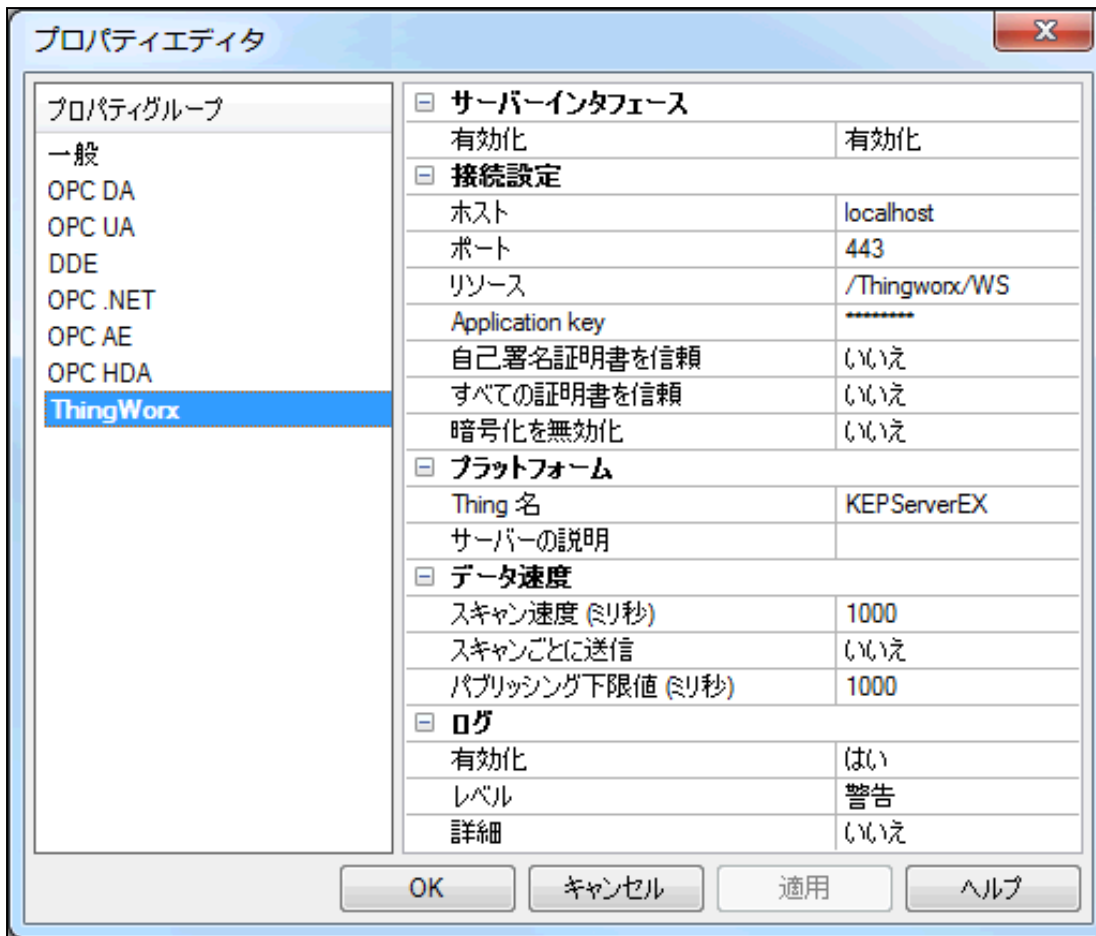 プロパティエディタ
プロパティグループ
一般
OPC DA
OPC UA
DDE
OPC .NET
OPC AE
OPC HDA
ThingWorx
サーバーインタフェース
有効化 有効化
接続設定
ホスト localhost
ポート 443
リソース /Thingworx/WS
Application key ********
自己署名証明書を信頼 いいえ
すべての証明書を信頼 いいえ
暗号化を無効化 いいえ
プラットフォーム
Thing 名 KEPServerEX
サーバーの説明
データ速度
スキャン速度 (ミリ秒) 1000
スキャンごとに送信 いいえ
パブリッシング下限値 (ミリ秒) 1000
ログ
有効化 はい
レベル 警告
詳細 いいえ
OK キャンセル 適用 ヘルプ